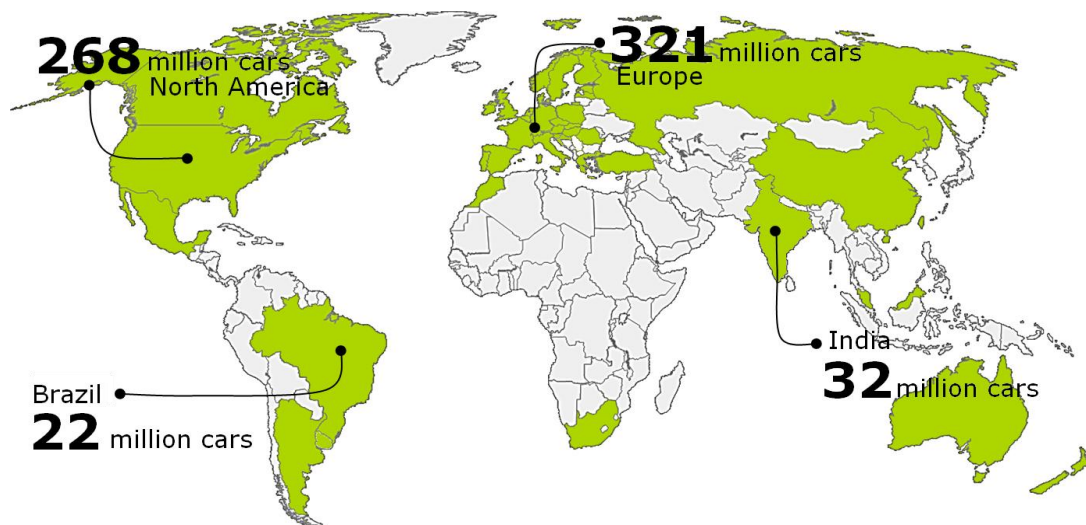 268 million cars
North America
321 million cars
Europe
India
32 million cars
Brazil
22 million cars